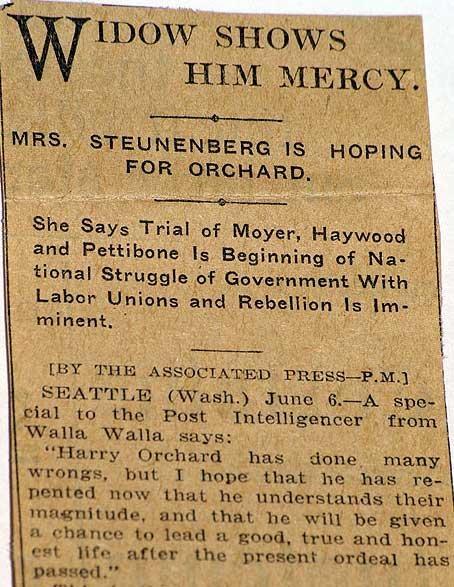 WIDOW SHOWS
HIM MERCY.
MRS. STEUNENBERG IS HOPING
FOR ORCHARD.
She Says Trial of Moyer, Haywood
and Pettibone Is Beginning of Na-
tional Struggle of Government With
Labor Unions and Rebellion Is Im-
minent.
[BY THE ASSOCIATED PRESS—P.M.]
SEATTLE (Wash.) June 6.—A spe-
cial to the Post Intelligencer from
Walla Walla says:
"Harry Orchard has done many
wrongs, but I hope that he has re-
pented now that he understands their
magnitude, and that he will be given
a chance to lead a good, true and hon-
est life after the present ordeal has
passed."